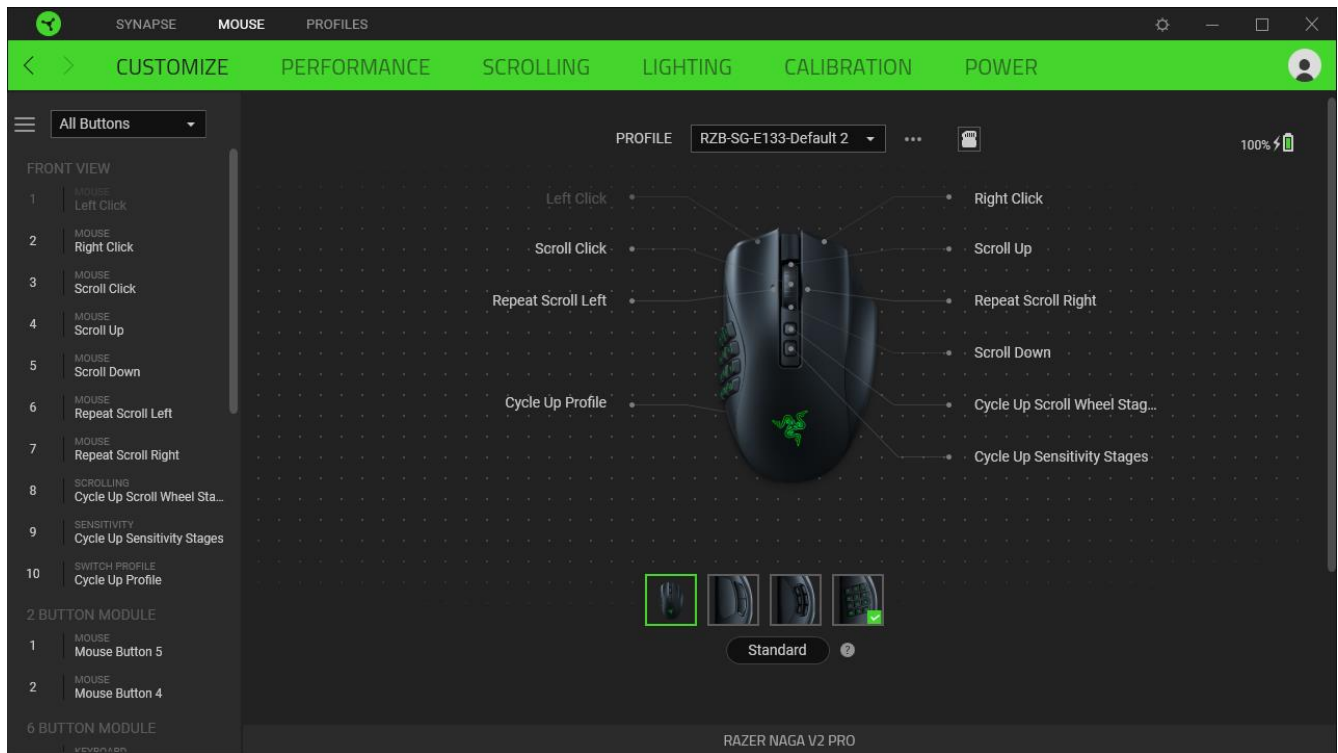 SYNAPSE MOUSE PROFILES
CUSTOMIZE PERFORMANCE SCROLLING LIGHTING CALIBRATION POWER
All Buttons
PROFILE RZB-SG-E133-Default 2
100%
FRONT VIEW
1 MOUSE
Left Click
2 MOUSE
Right Click
3 MOUSE
Scroll Click
4 MOUSE
Scroll Up
5 MOUSE
Scroll Down
6 MOUSE
Repeat Scroll Left
7 MOUSE
Repeat Scroll Right
8 SCROLLING
Cycle Up Scroll Wheel Sta...
9 SENSITIVITY
Cycle Up Sensitivity Stages
10 SWITCH PROFILE
Cycle Up Profile
2 BUTTON MODULE
1 MOUSE
Mouse Button 5
2 MOUSE
Mouse Button 4
6 BUTTON MODULE
KEYBOARD
Left Click
Scroll Click
Repeat Scroll Left
Cycle Up Profile
Right Click
Scroll Up
Repeat Scroll Right
Scroll Down
Cycle Up Scroll Wheel Stag...
Cycle Up Sensitivity Stages
Standard ?
RAZER NAGA V2 PRO